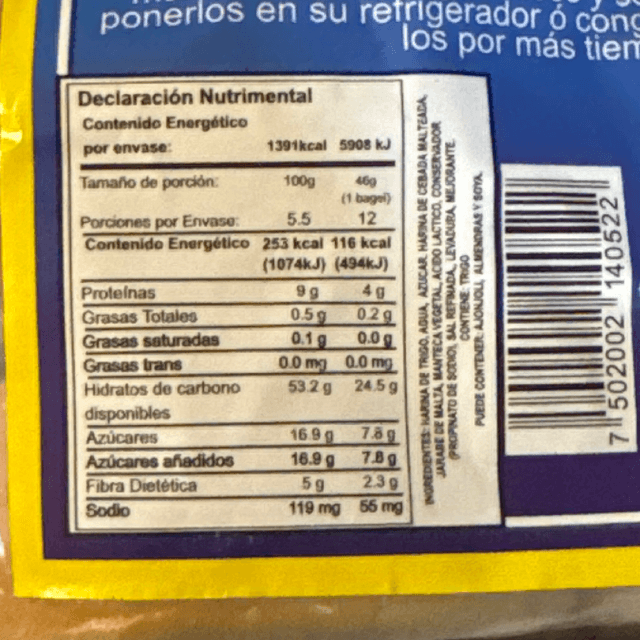 ponerlos en su refrigerador ó cong
los por más tiem
Declaración Nutrimental
Contenido Energético
por envase: 1391kcal 5908 kJ
Tamaño de porción: 100g 46g
(1 bagel)
Porciones por Envase: 5.5 12
Contenido Energético 253 kcal 116 kcal
(1074kJ) (494kJ)
Proteínas 9 g 4 g
Grasas Totales 0.5 g 0.2 g
Grasas saturadas 0.1 g 0.0 g
Grasas trans 0.0 mg 0.0 mg
Hidratos de carbono 53.2 g 24.5 g
disponibles
Azúcares 16.9 g 7.8 g
Azúcares añadidos 16.9 g 7.8 g
Fibra Dietética 5 g 2.3 g
Sodio 119 mg 55 mg
INGREDIENTES: HARINA DE TRIGO, AGUA, AZUCAR, HARINA DE CEBADA MALTEADA,
JARABE DE MALTA, MANTECA VEGETAL, ACIDO LACTICO, CONSERVADOR
(PROPINATO DE SODIO), SAL REFINADA, LEVADURA, MEJORANTE.
CONTIENE: TRIGO
PUEDE CONTENER: AJONJOLI, ALMENDRAS Y SOYA.
7 502002 140522